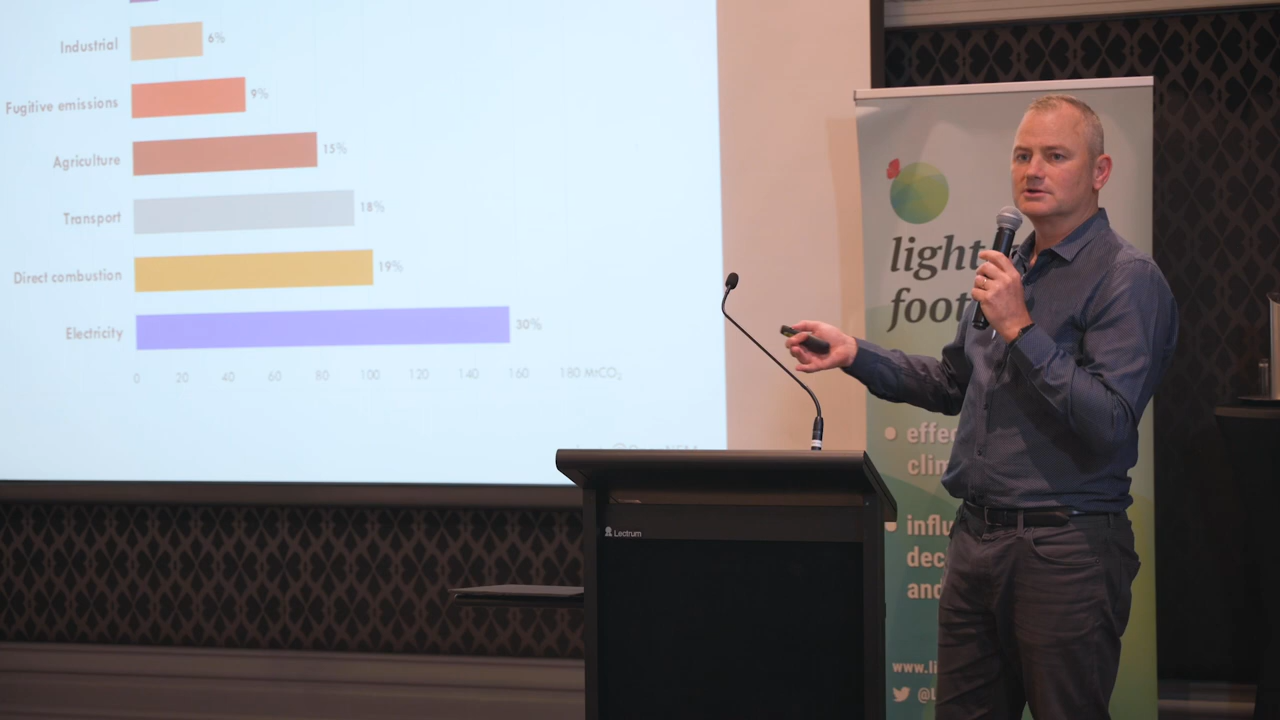 Industrial 6%
Fugitive emissions 9%
Agriculture 15%
Transport 18%
Direct combustion 19%
Electricity 30%
0 20 40 60 80 100 120 140 160 180 MtCO₂
light
foot
effec
clim
influ
dec
and
www.li
@L
Lectrum